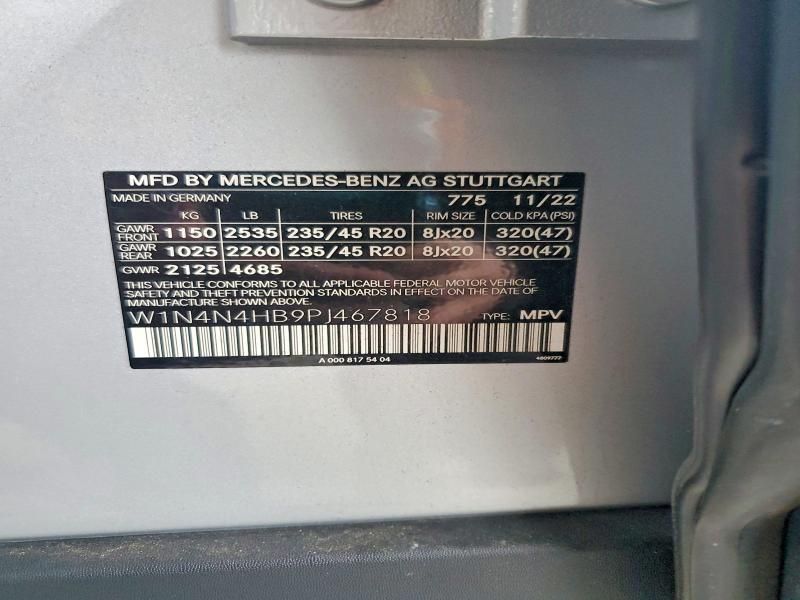 MFD BY MERCEDES-BENZ AG STUTTGART
MADE IN GERMANY 775 11/22
KG LB TIRES RIM SIZE COLD KPA(PSI)
GAWR FRONT 1150 2535 235/45 R20 8Jx20 320(47)
GAWR REAR 1025 2260 235/45 R20 8Jx20 320(47)
GVWR 2125 4685
THIS VEHICLE CONFORMS TO ALL APPLICABLE FEDERAL MOTOR VEHICLE
SAFETY AND THEFT PREVENTION STANDARDS IN EFFECT ON THE DATE
OF MANUFACTURE SHOWN ABOVE.
W1N4N4HB9PJ467818 TYPE: MPV
A 000 817 54 04